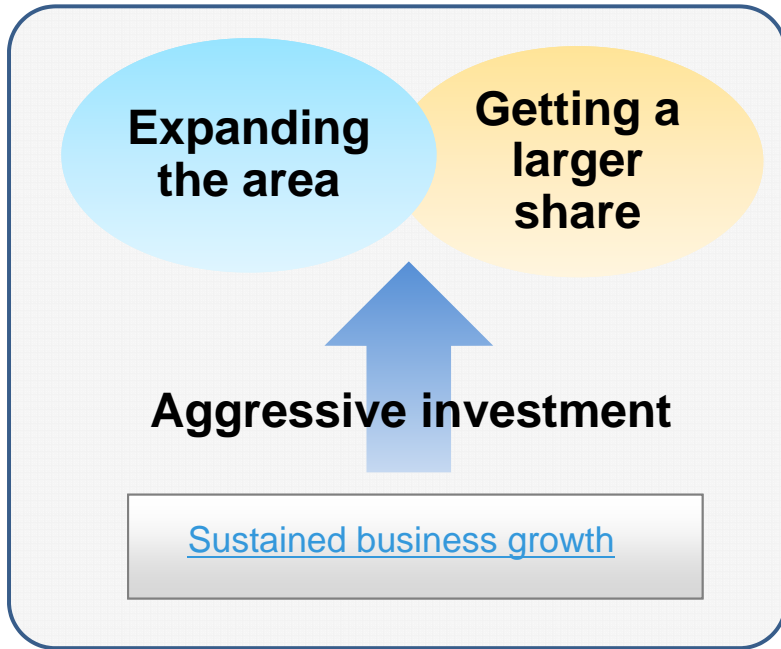 Expanding
the area
Getting a
larger
share
Aggressive investment
Sustained business growth